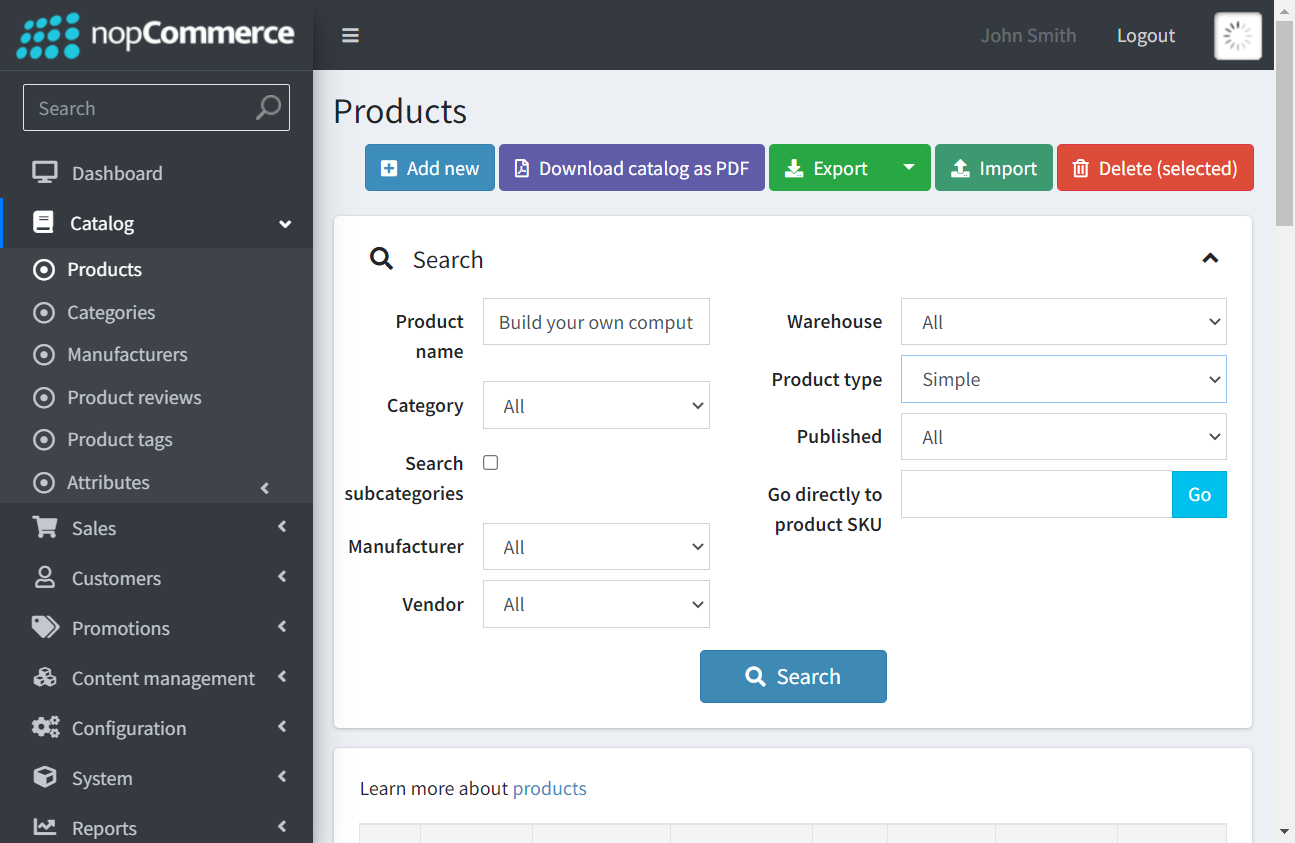 nopCommerce
John Smith
Logout
Search
Dashboard
Catalog
Products
Categories
Manufacturers
Product reviews
Product tags
Attributes
Sales
Customers
Promotions
Content management
Configuration
System
Reports
Products
Add new
Download catalog as PDF
Export
Import
Delete (selected)
Search
Product
name
Build your own comput
Category
All
Search
subcategories
Manufacturer
All
Vendor
All
Warehouse
All
Product type
Simple
Published
All
Go directly to
product SKU
Go
Search
Learn more about products